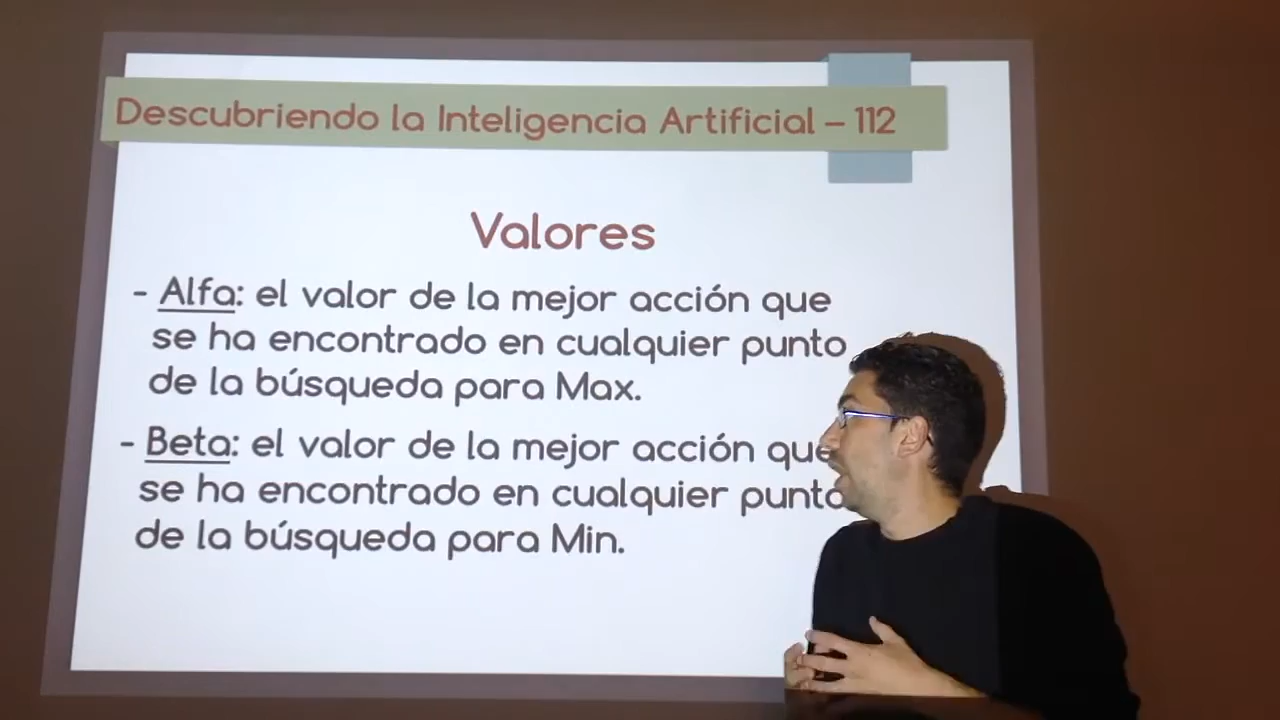 Descubriendo la Inteligencia Artificial – 112
Valores
- Alfa: el valor de la mejor acción que
se ha encontrado en cualquier punto
de la búsqueda para Max.
- Beta: el valor de la mejor acción que
se ha encontrado en cualquier punto
de la búsqueda para Min.